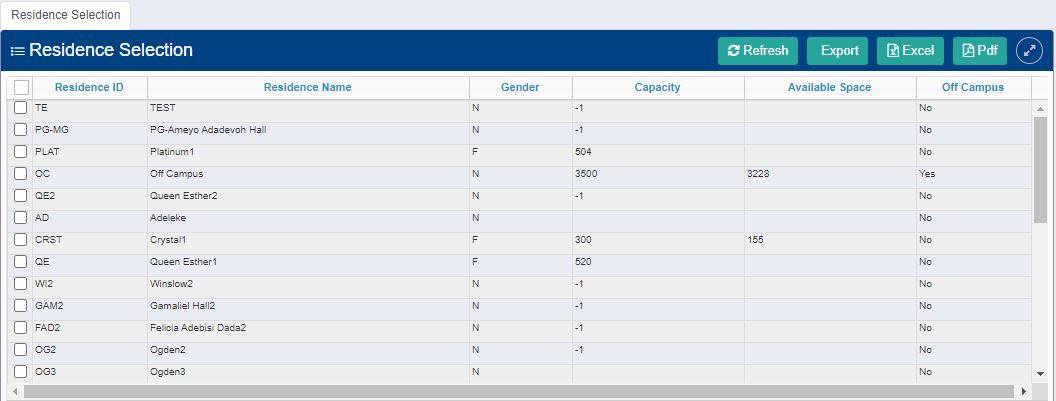 Residence Selection
Residence Selection Refresh Export Excel Pdf
Residence ID Residence Name Gender Capacity Available Space Off Campus
TE TEST N -1 No
PG-MG PG-Ameyo Adadevoh Hall N -1 No
PLAT Platinum1 F 504 No
OC Off Campus N 3500 3228 Yes
QE2 Queen Esther2 N -1 No
AD Adeleke N No
CRST Crystal1 F 300 155 No
QE Queen Esther1 F 520 No
WI2 Winslow2 N -1 No
GAM2 Gamaliel Hall2 N -1 No
FAD2 Felicia Adebisi Dada2 N -1 No
OG2 Ogden2 N -1 No
OG3 Ogden3 N No